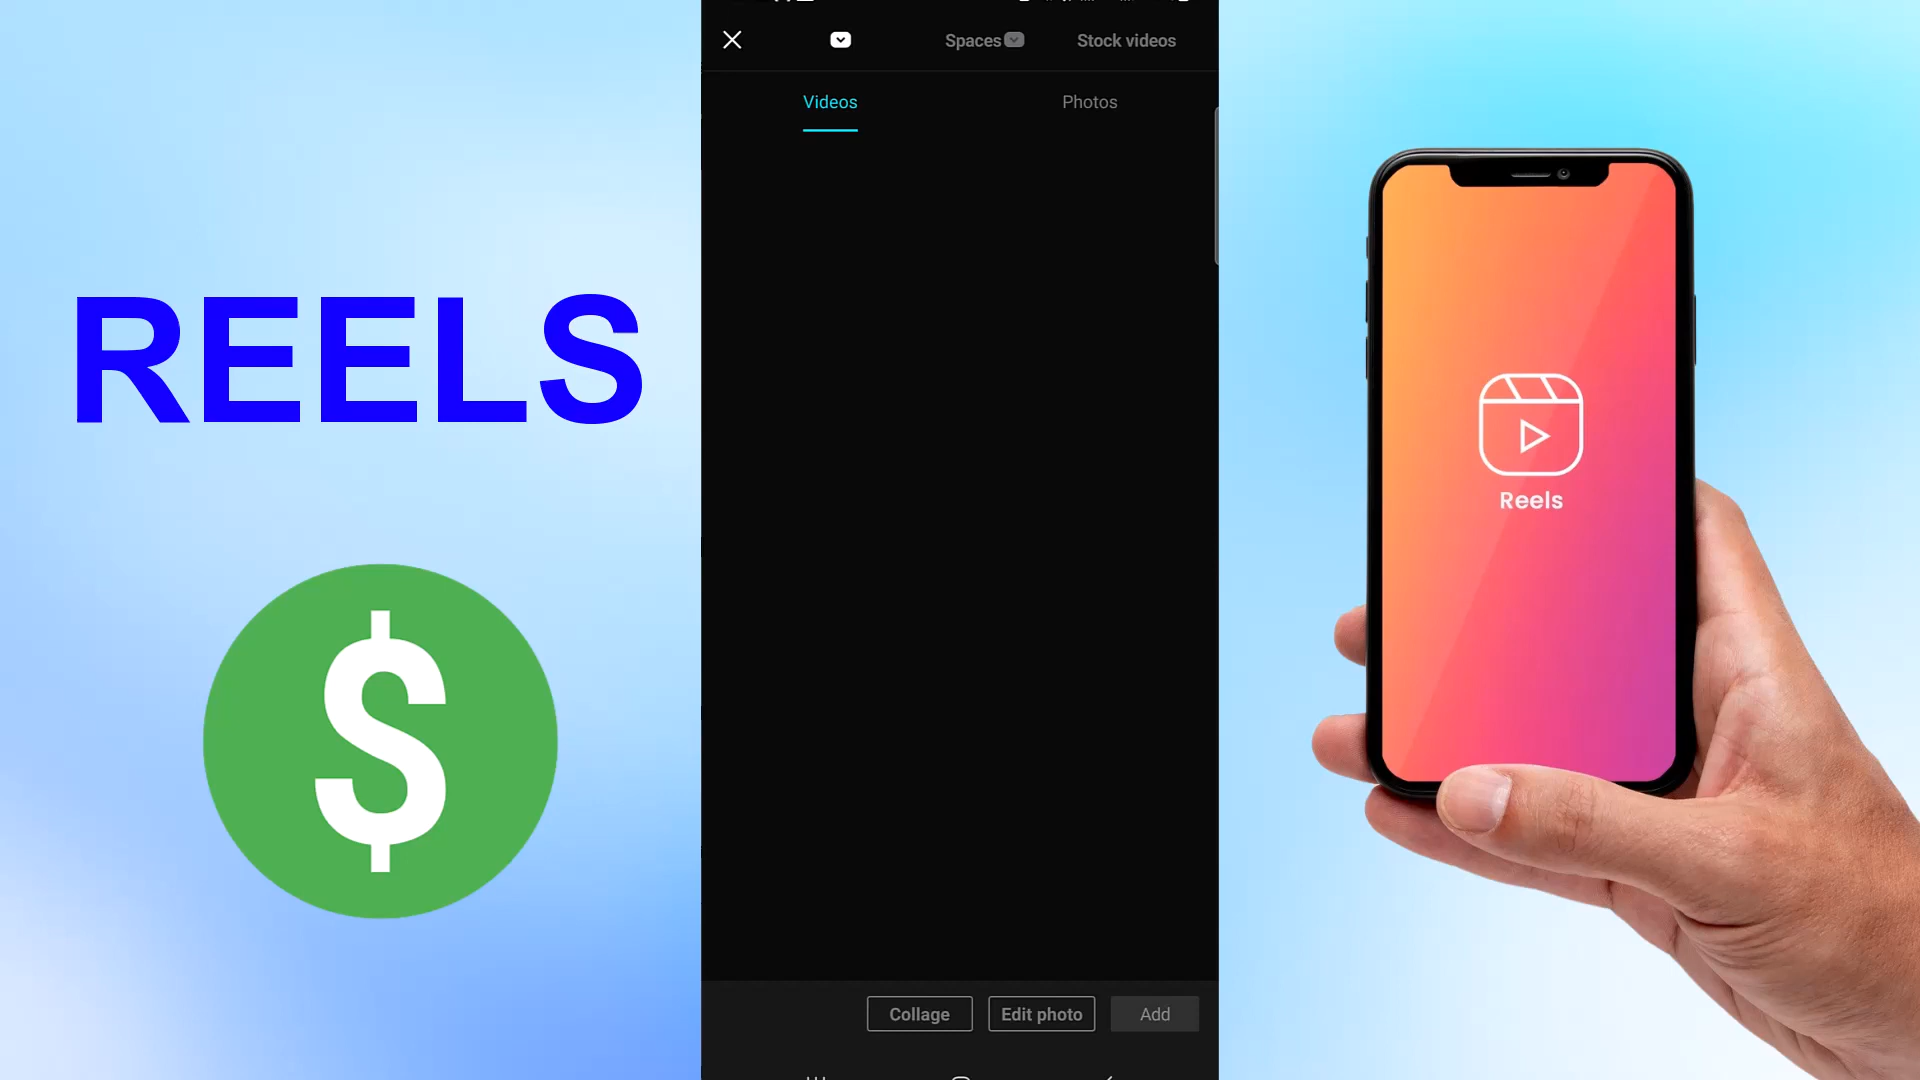 Spaces
Stock videos
Videos
Photos
REELS
$
Reels
Collage
Edit photo
Add